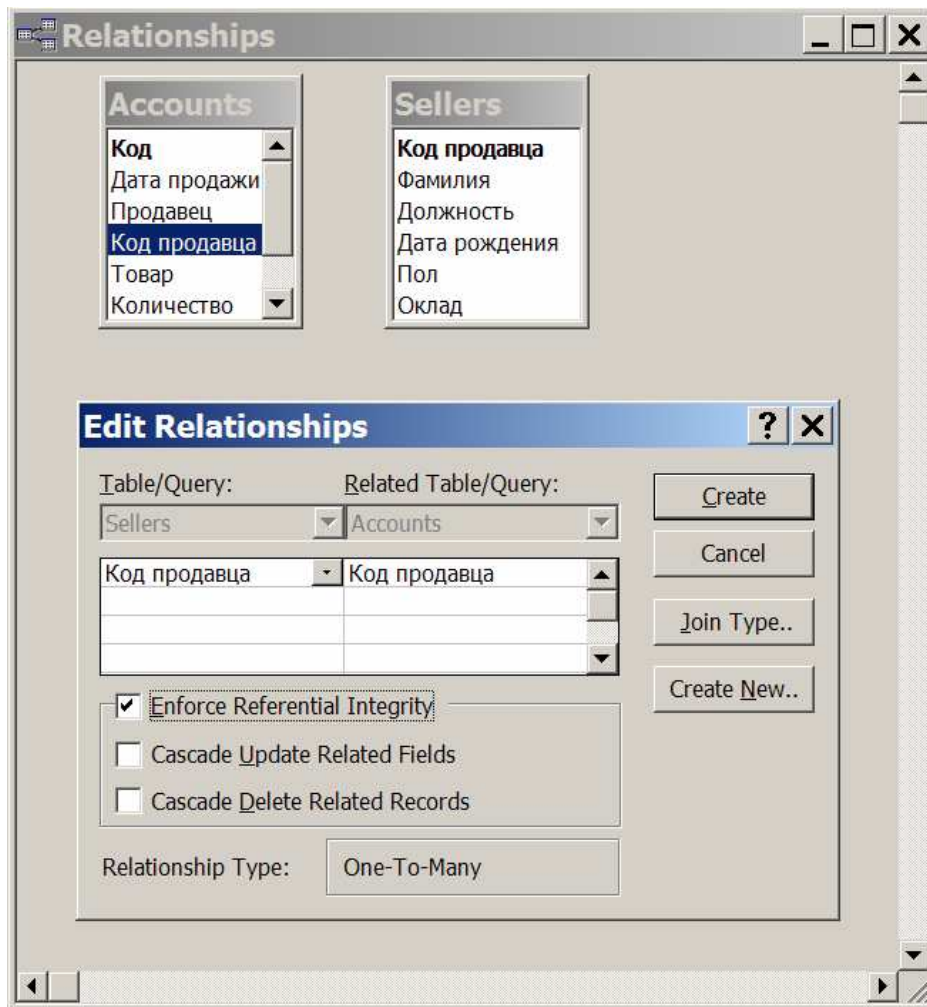 Relationships
Accounts
Код
Дата продажи
Продавец
Код продавца
Товар
Количество
Sellers
Код продавца
Фамилия
Должность
Дата рождения
Пол
Оклад
Edit Relationships
Table/Query:
Related Table/Query:
Sellers
Accounts
Код продавца
Код продавца
Enforce Referential Integrity
Cascade Update Related Fields
Cascade Delete Related Records
Relationship Type:
One-To-Many
Create
Cancel
Join Type..
Create New..